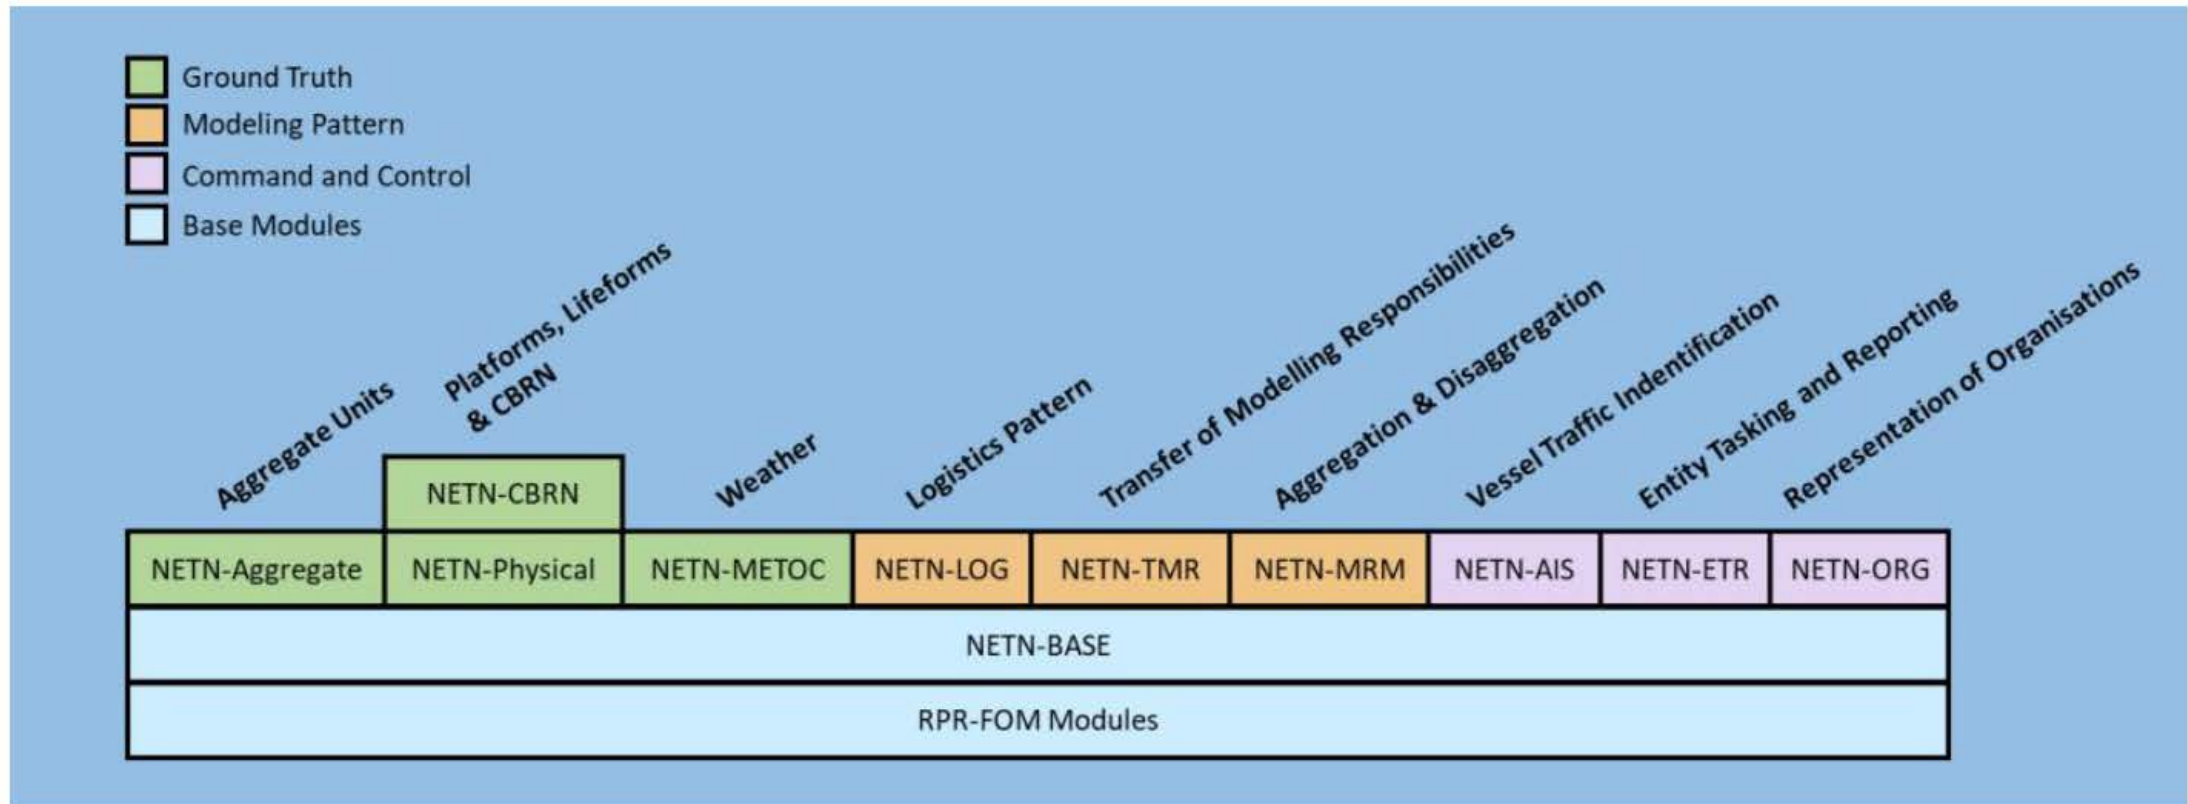 Ground Truth
Modeling Pattern
Command and Control
Base Modules
Aggregate Units
Platforms, Lifeforms
& CBRN
Weather
Logistics Pattern
Transfer of Modelling Responsibilities
Aggregation & Disaggregation
Vessel Traffic Indentification
Entity Tasking and Reporting
Representation of Organisations
NETN-CBRN
NETN-Aggregate
NETN-Physical
NETN-METOC
NETN-LOG
NETN-TMR
NETN-MRM
NETN-AIS
NETN-ETR
NETN-ORG
NETN-BASE
RPR-FOM Modules